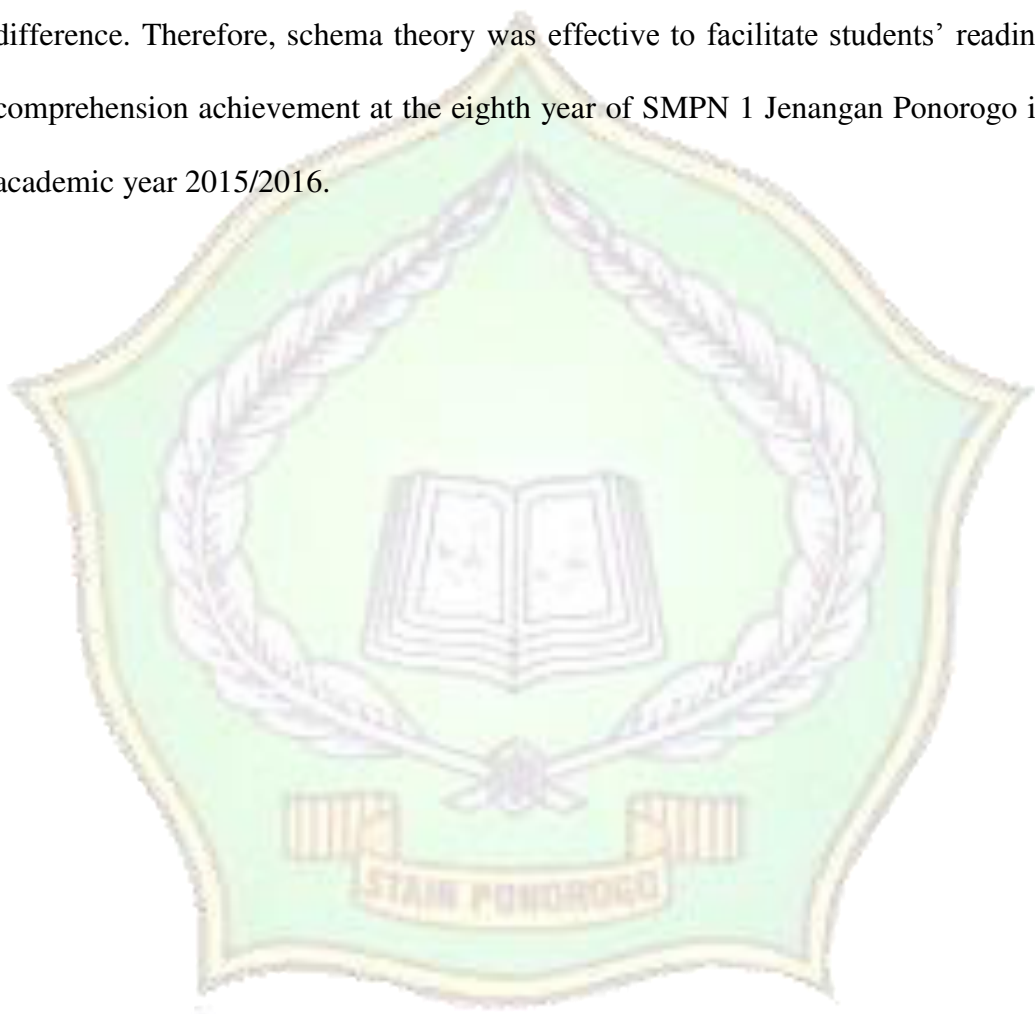 difference. Therefore, schema theory was effective to facilitate students’ readin
comprehension achievement at the eighth year of SMPN 1 Jenangan Ponorogo i
academic year 2015/2016.
STAIN PONOROGO